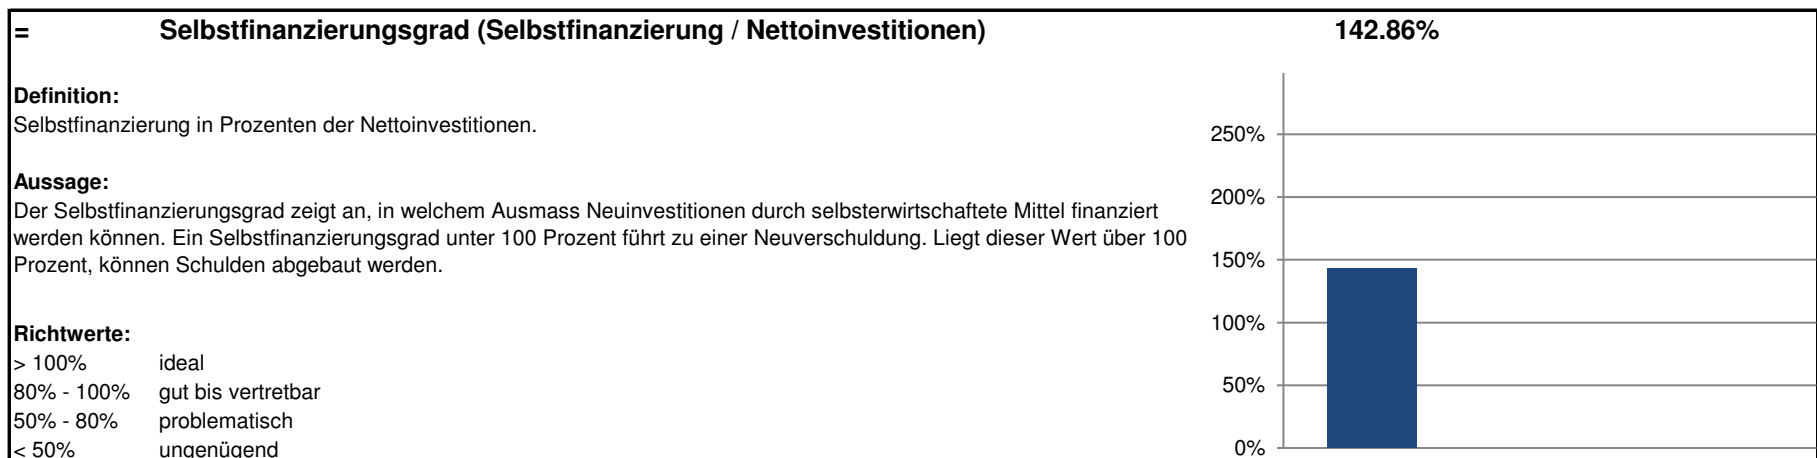 = Selbstfinanzierungsgrad (Selbstfinanzierung / Nettoinvestitionen) 142.86%
Definition:
Selbstfinanzierung in Prozenten der Nettoinvestitionen.
Aussage:
Der Selbstfinanzierungsgrad zeigt an, in welchem Ausmass Neuinvestitionen durch selbsterwirtschaftete Mittel finanziert
werden können. Ein Selbstfinanzierungsgrad unter 100 Prozent führt zu einer Neuverschuldung. Liegt dieser Wert über 100
Prozent, können Schulden abgebaut werden.
Richtwerte:
> 100% ideal
80% - 100% gut bis vertretbar
50% - 80% problematisch
< 50% ungenügend
250%
200%
150%
100%
50%
0%